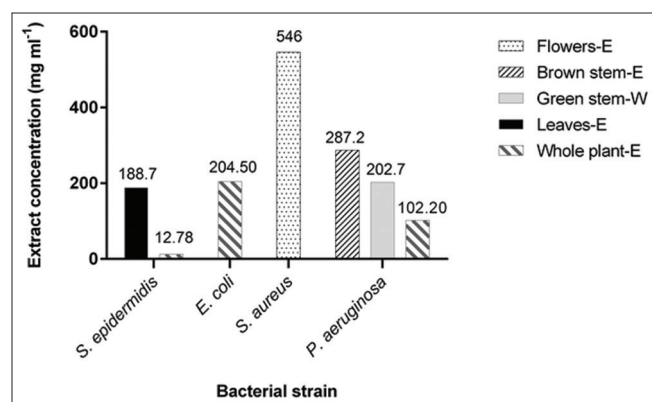 Extract concentration (mg ml⁻¹)
600
400
200
0
188.7
12.78
204.50
546
287.2
202.7
102.20
S. epidermidis
E. coli
S. aureus
P. aeruginosa
Bacterial strain
Flowers-E
Brown stem-E
Green stem-W
Leaves-E
Whole plant-E